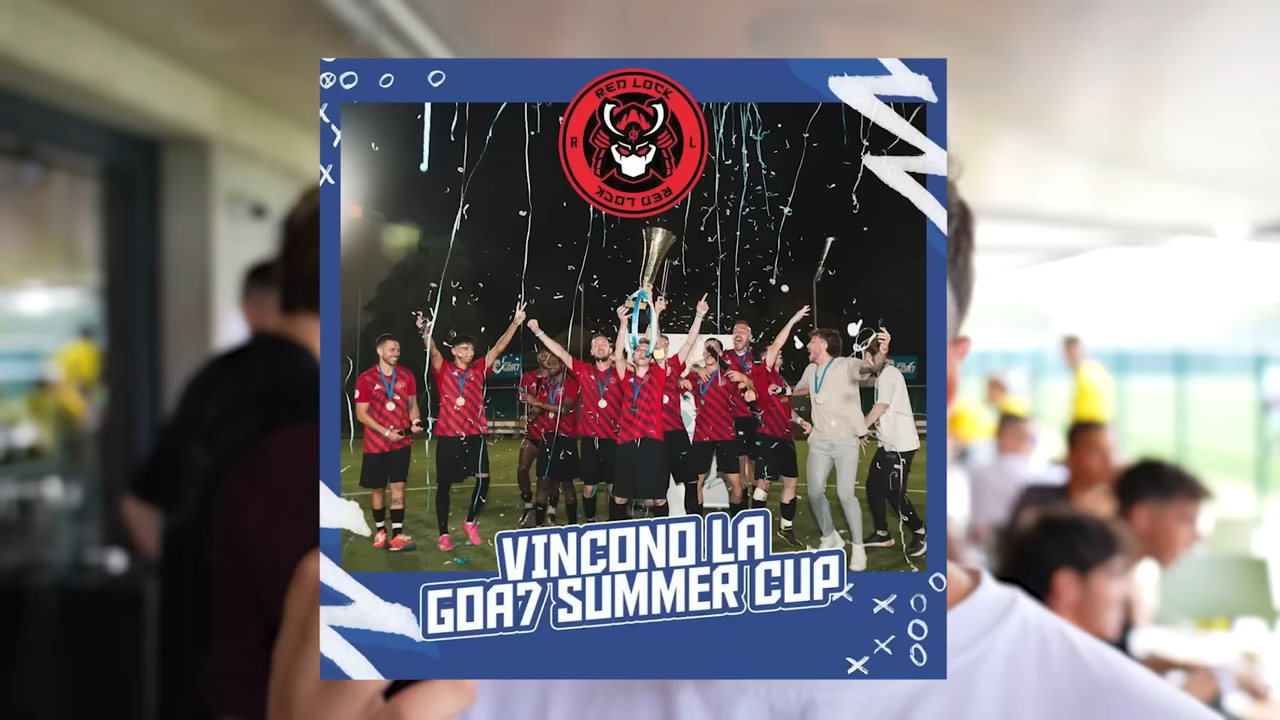 RED LOCK
R L
RED LOCK
VINCONO LA
GOA7 SUMMER CUP